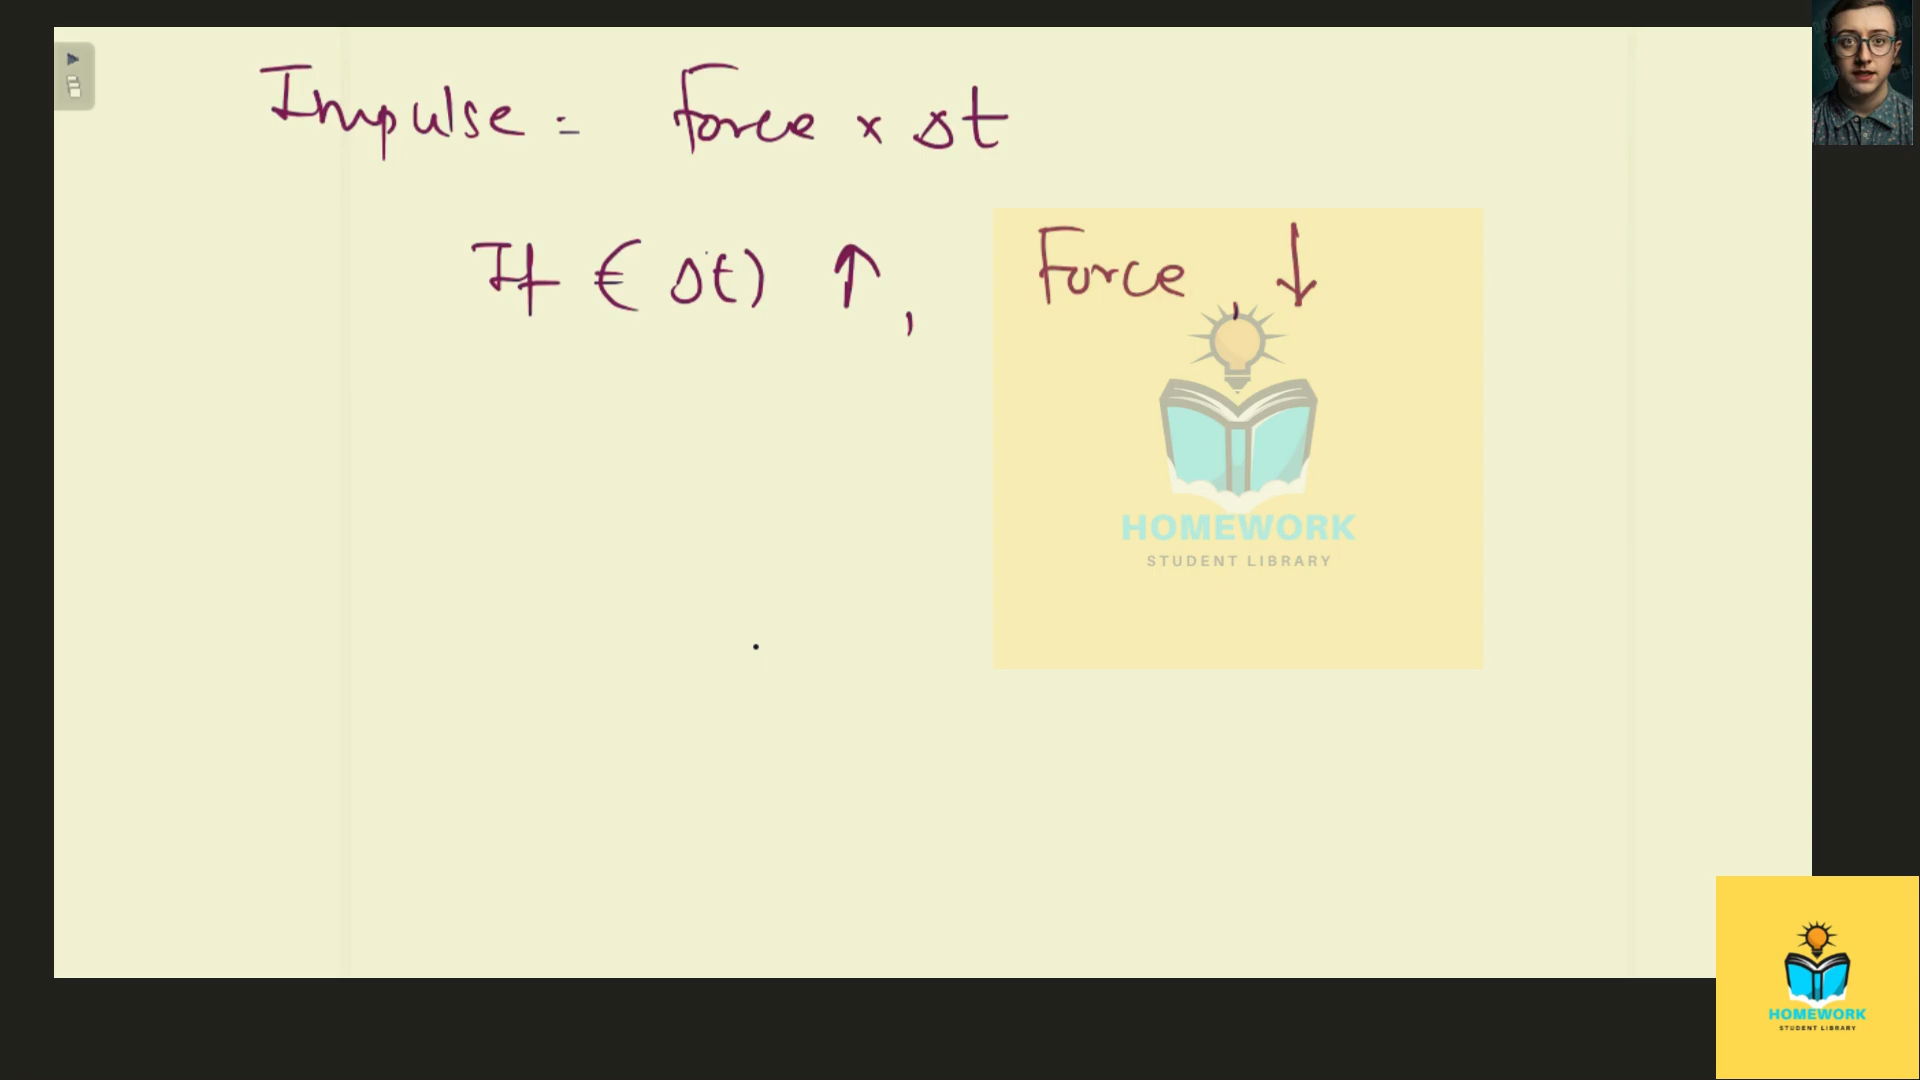 Impulse = Force × Δt
If (Δt) ↑, Force, ↓
HOMEWORK
STUDENT LIBRARY
HOMEWORK
STUDENT LIBRARY